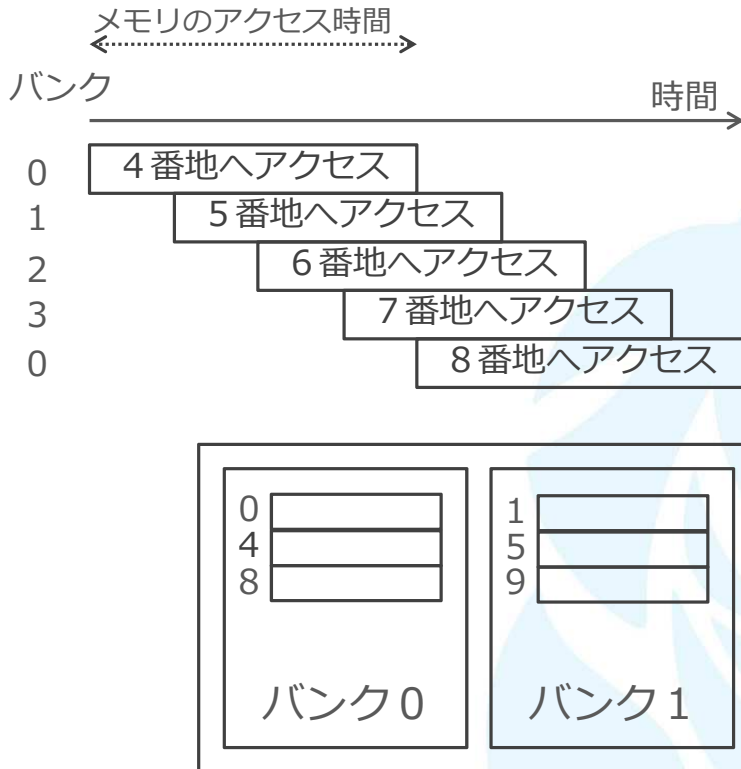 メモリのアクセス時間
バンク
時間
0 4番地へアクセス
1 5番地へアクセス
2 6番地へアクセス
3 7番地へアクセス
0 8番地へアクセス
0 1
4 5
8 9
バンク0 バンク1